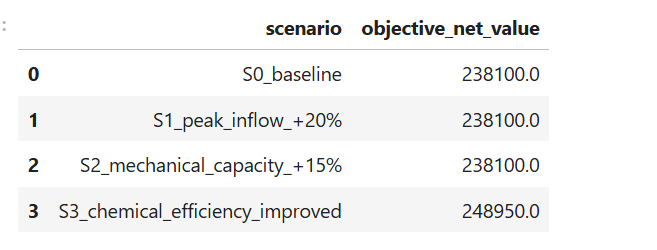 scenario objective_net_value
0 S0_baseline 238100.0
1 S1_peak_inflow_+20% 238100.0
2 S2_mechanical_capacity_+15% 238100.0
3 S3_chemical_efficiency_improved 248950.0